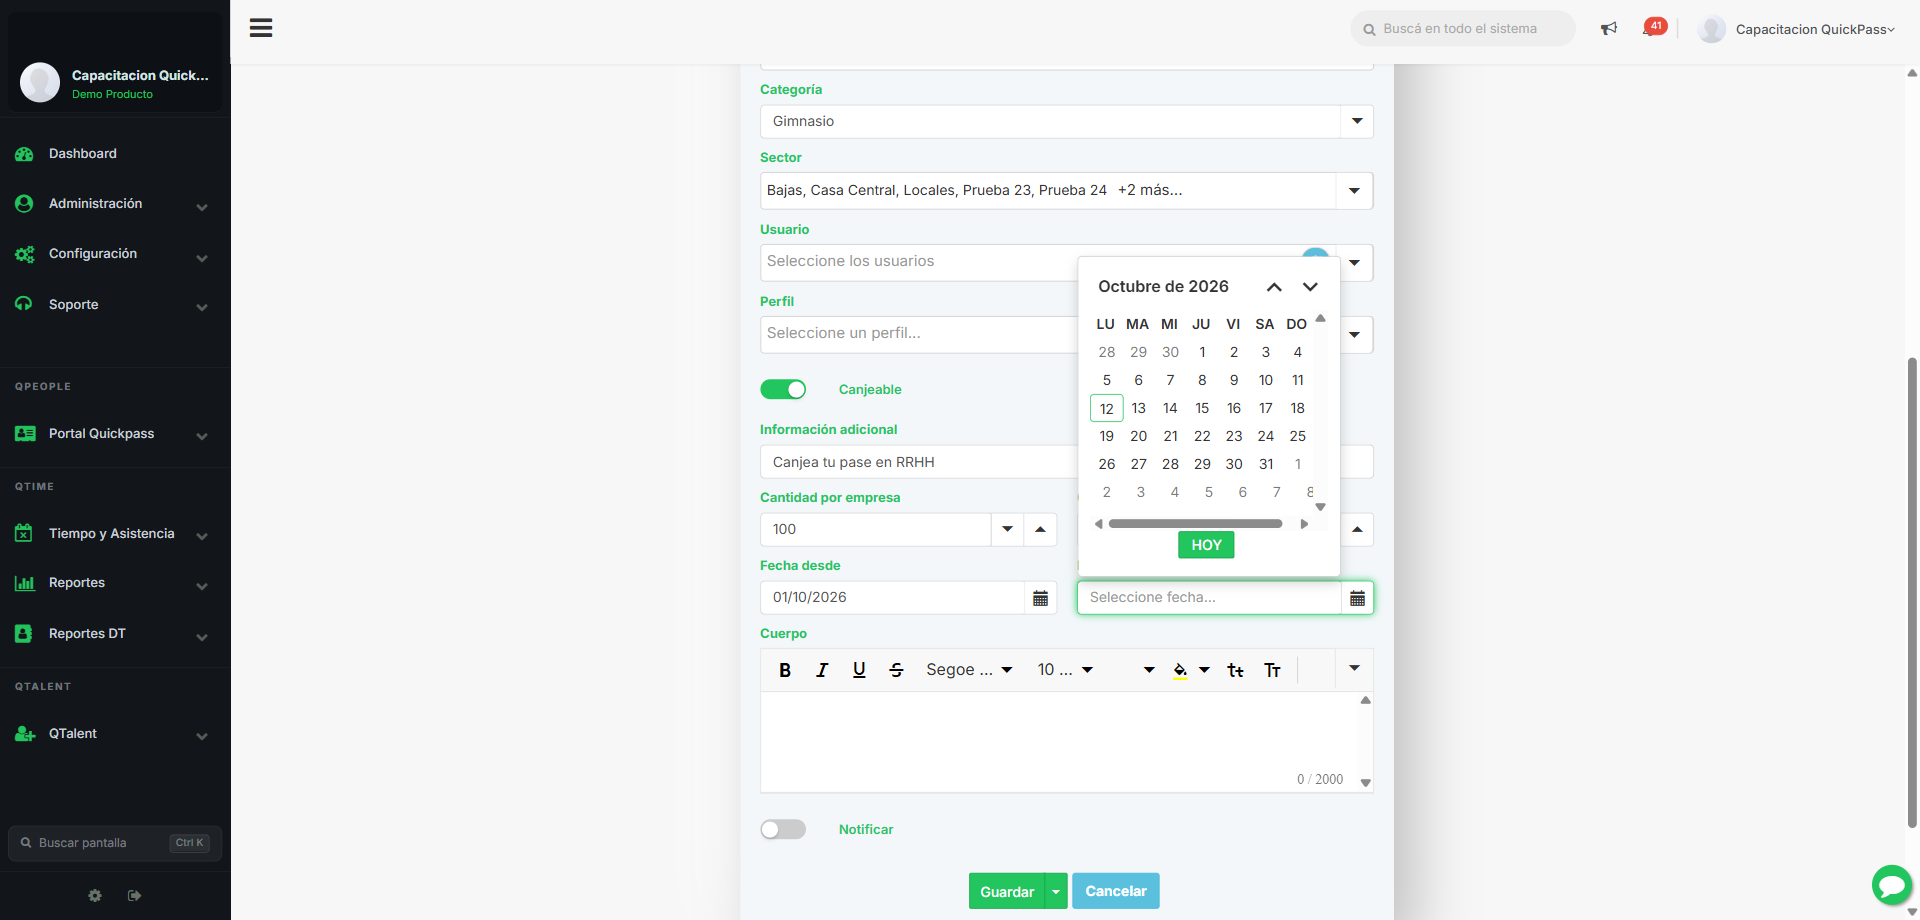 Capacitacion Quick...
Demo Producto
Dashboard
Administración
Configuración
Soporte
QPEOPLE
Portal Quickpass
QTIME
Tiempo y Asistencia
Reportes
Reportes DT
QTALENT
QTalent
Buscar pantalla
Ctrl K
Buscá en todo el sistema
41
Capacitacion QuickPass
Categoría
Gimnasio
Sector
Bajas, Casa Central, Locales, Prueba 23, Prueba 24 +2 más...
Usuario
Seleccione los usuarios
Perfil
Seleccione un perfil...
Canjeable
Información adicional
Canjea tu pase en RRHH
Cantidad por empresa
100
Fecha desde
01/10/2026
Octubre de 2026
LU MA MI JU VI SA DO
28 29 30 1 2 3 4
5 6 7 8 9 10 11
12 13 14 15 16 17 18
19 20 21 22 23 24 25
26 27 28 29 30 31 1
2 3 4 5 6 7 8
HOY
Seleccione fecha...
Cuerpo
B I U S Segoe ... 10 ...
0 / 2000
Notificar
Guardar
Cancelar